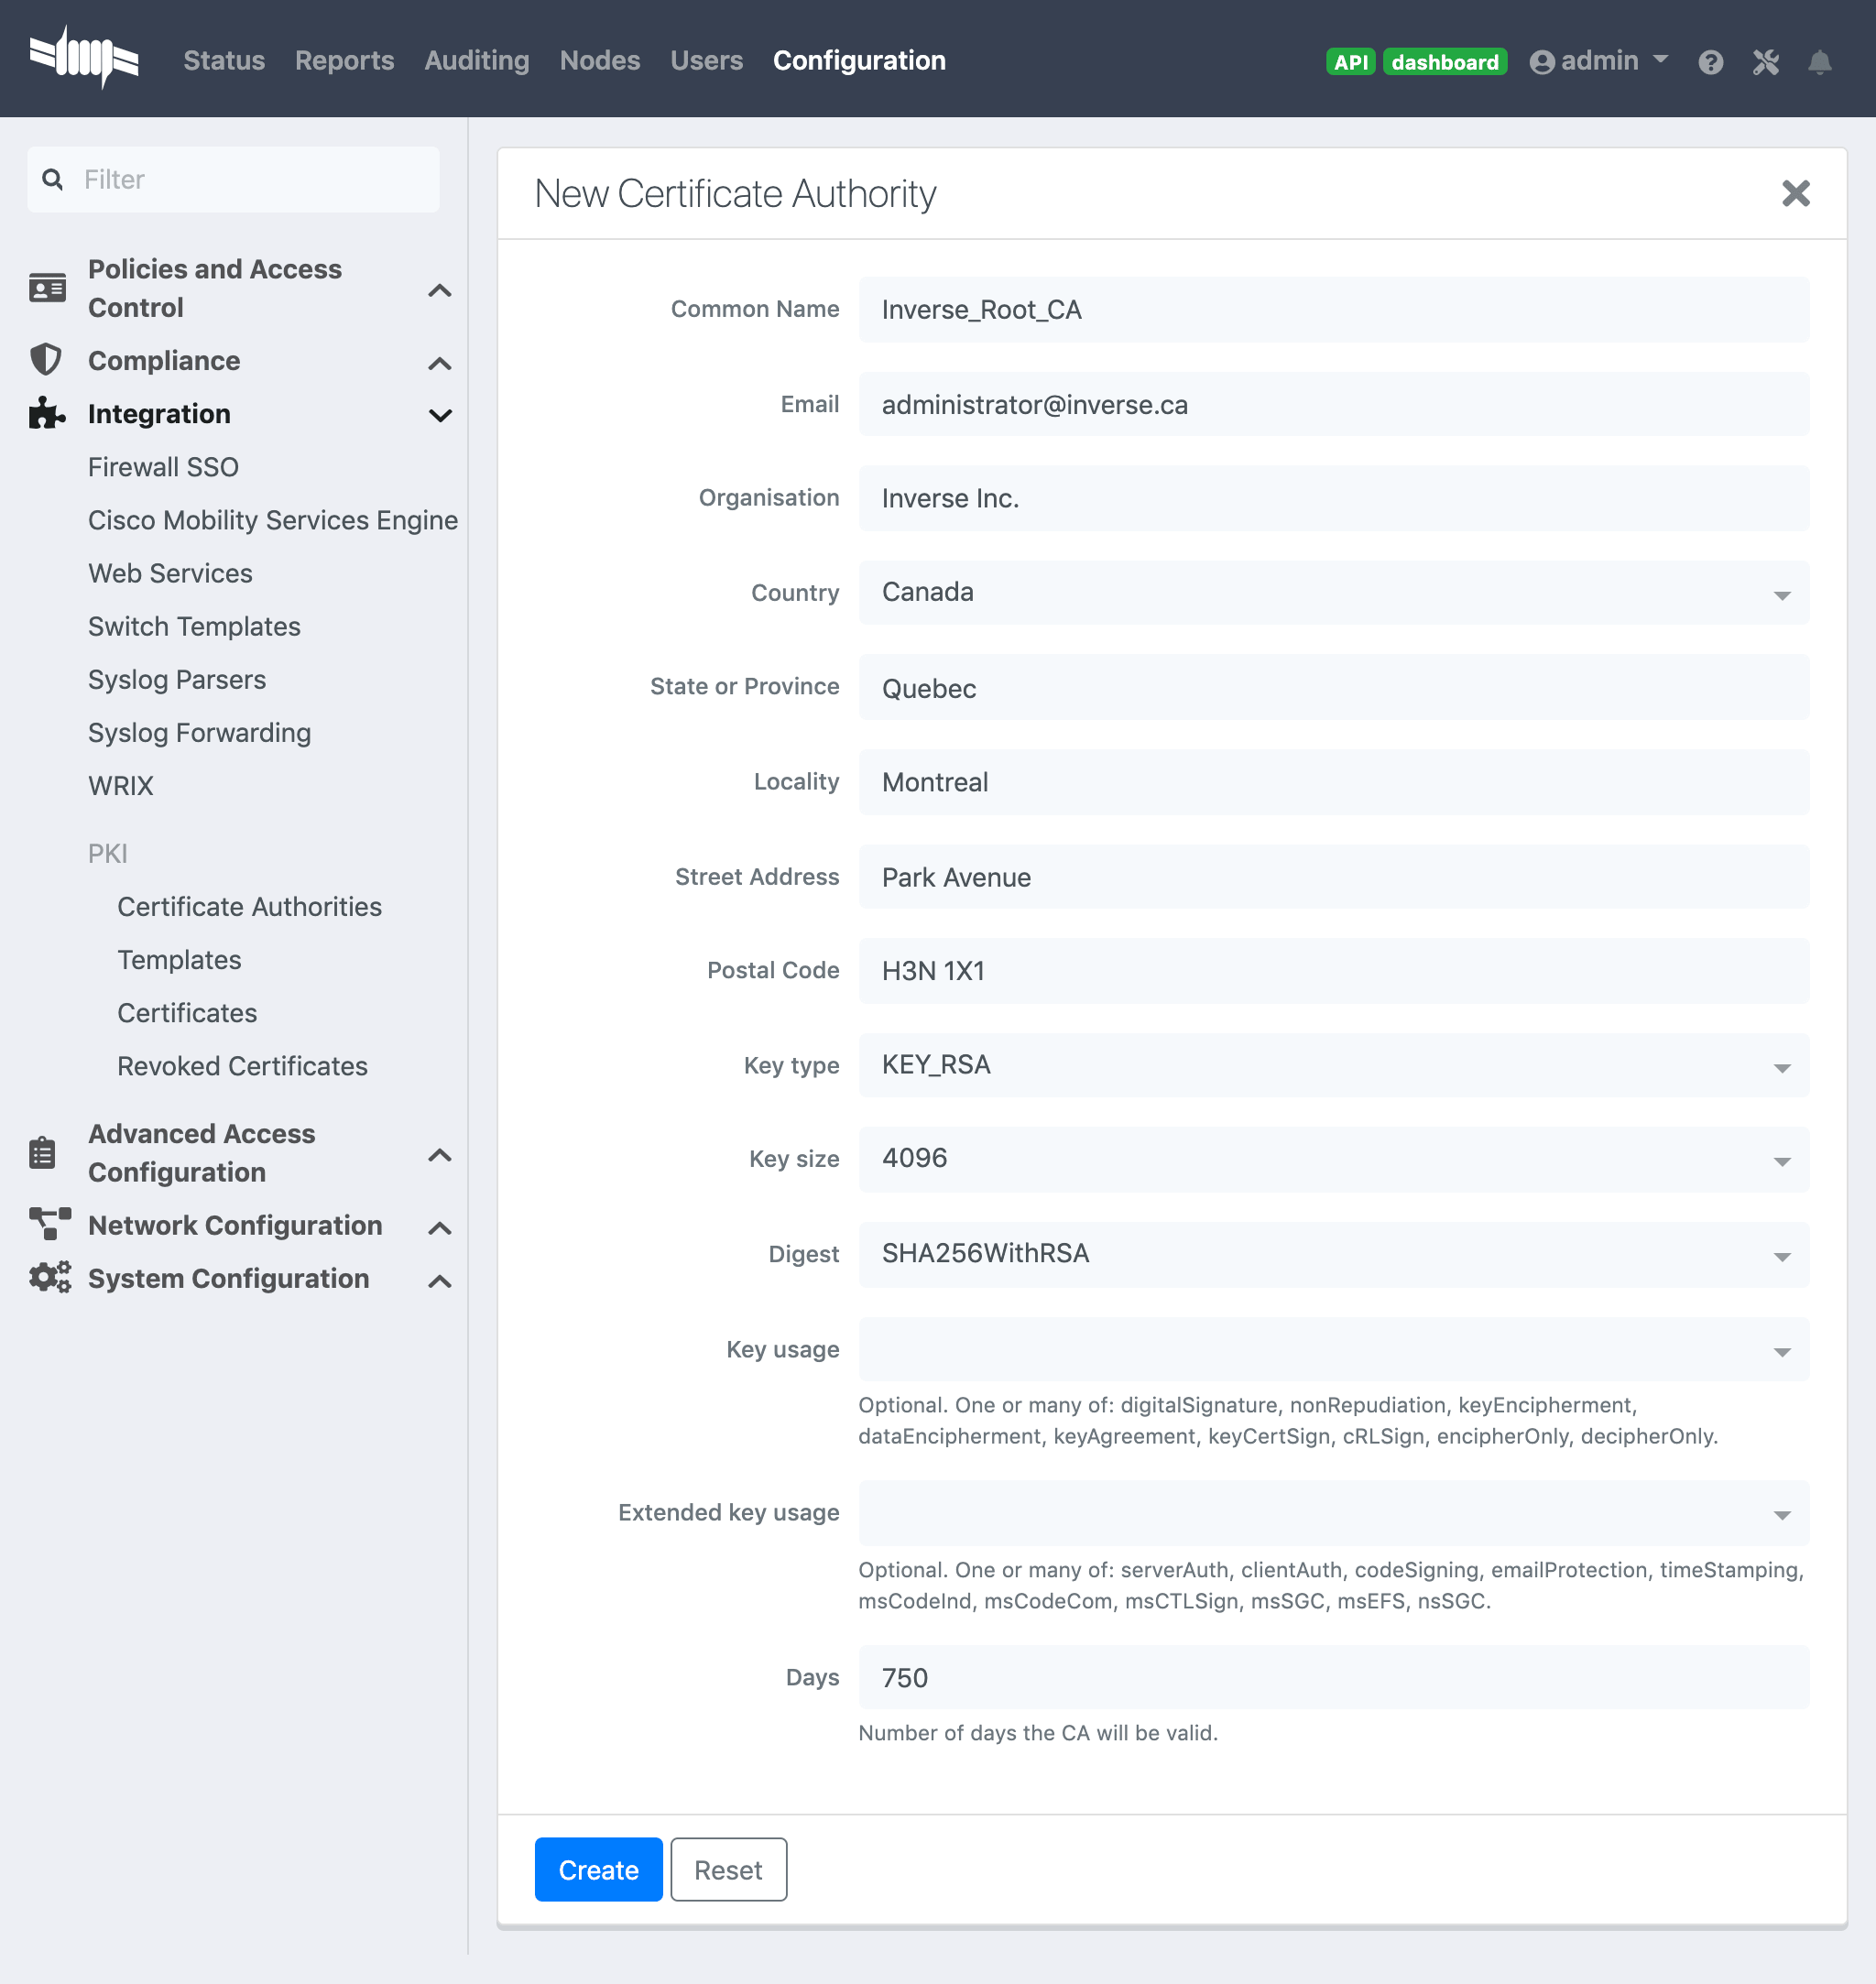 Status Reports Auditing Nodes Users Configuration API dashboard admin
Filter
Policies and Access
Control
Compliance
Integration
Firewall SSO
Cisco Mobility Services Engine
Web Services
Switch Templates
Syslog Parsers
Syslog Forwarding
WRIX
PKI
Certificate Authorities
Templates
Certificates
Revoked Certificates
Advanced Access
Configuration
Network Configuration
System Configuration
New Certificate Authority
Common Name Inverse_Root_CA
Email administrator@inverse.ca
Organisation Inverse Inc.
Country Canada
State or Province Quebec
Locality Montreal
Street Address Park Avenue
Postal Code H3N 1X1
Key type KEY_RSA
Key size 4096
Digest SHA256WithRSA
Key usage
Optional. One or many of: digitalSignature, nonRepudiation, keyEncipherment,
dataEncipherment, keyAgreement, keyCertSign, cRLSign, encipherOnly, decipherOnly.
Extended key usage
Optional. One or many of: serverAuth, clientAuth, codeSigning, emailProtection, timeStamping,
msCodeInd, msCodeCom, msCTLSign, msSGC, msEFS, nsSGC.
Days 750
Number of days the CA will be valid.
Create Reset